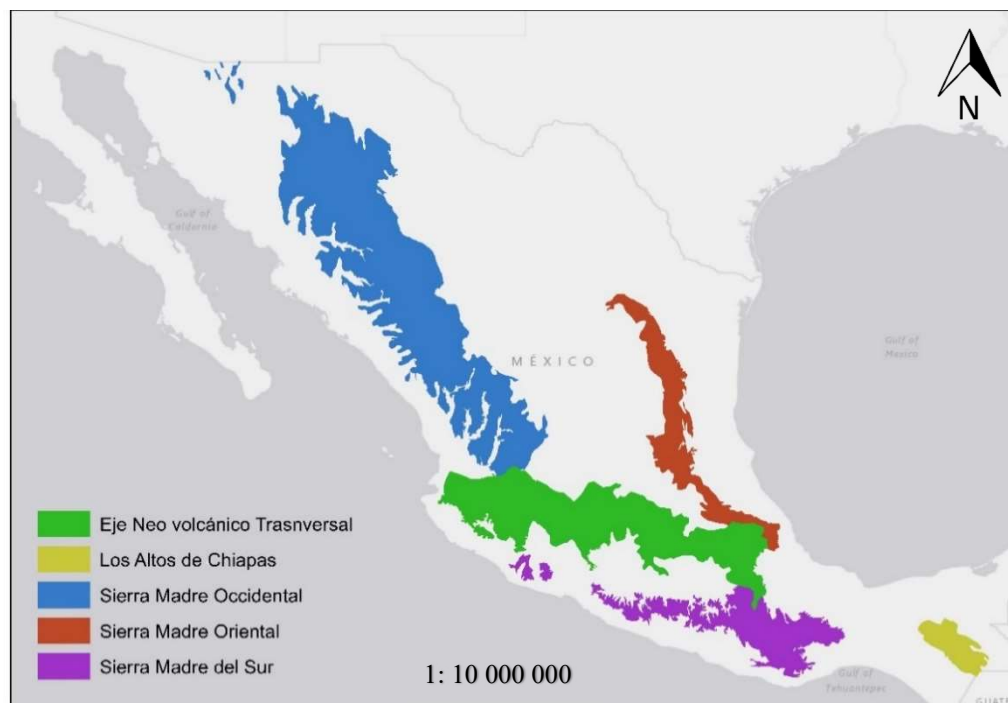 N
Gulf of
California
MÉXICO
Gulf of
Mexico
Eje Neo volcánico Trasnversal
Los Altos de Chiapas
Sierra Madre Occidental
Sierra Madre Oriental
Sierra Madre del Sur
1: 10 000 000
Gulf of
Tehuantepec
GUATE